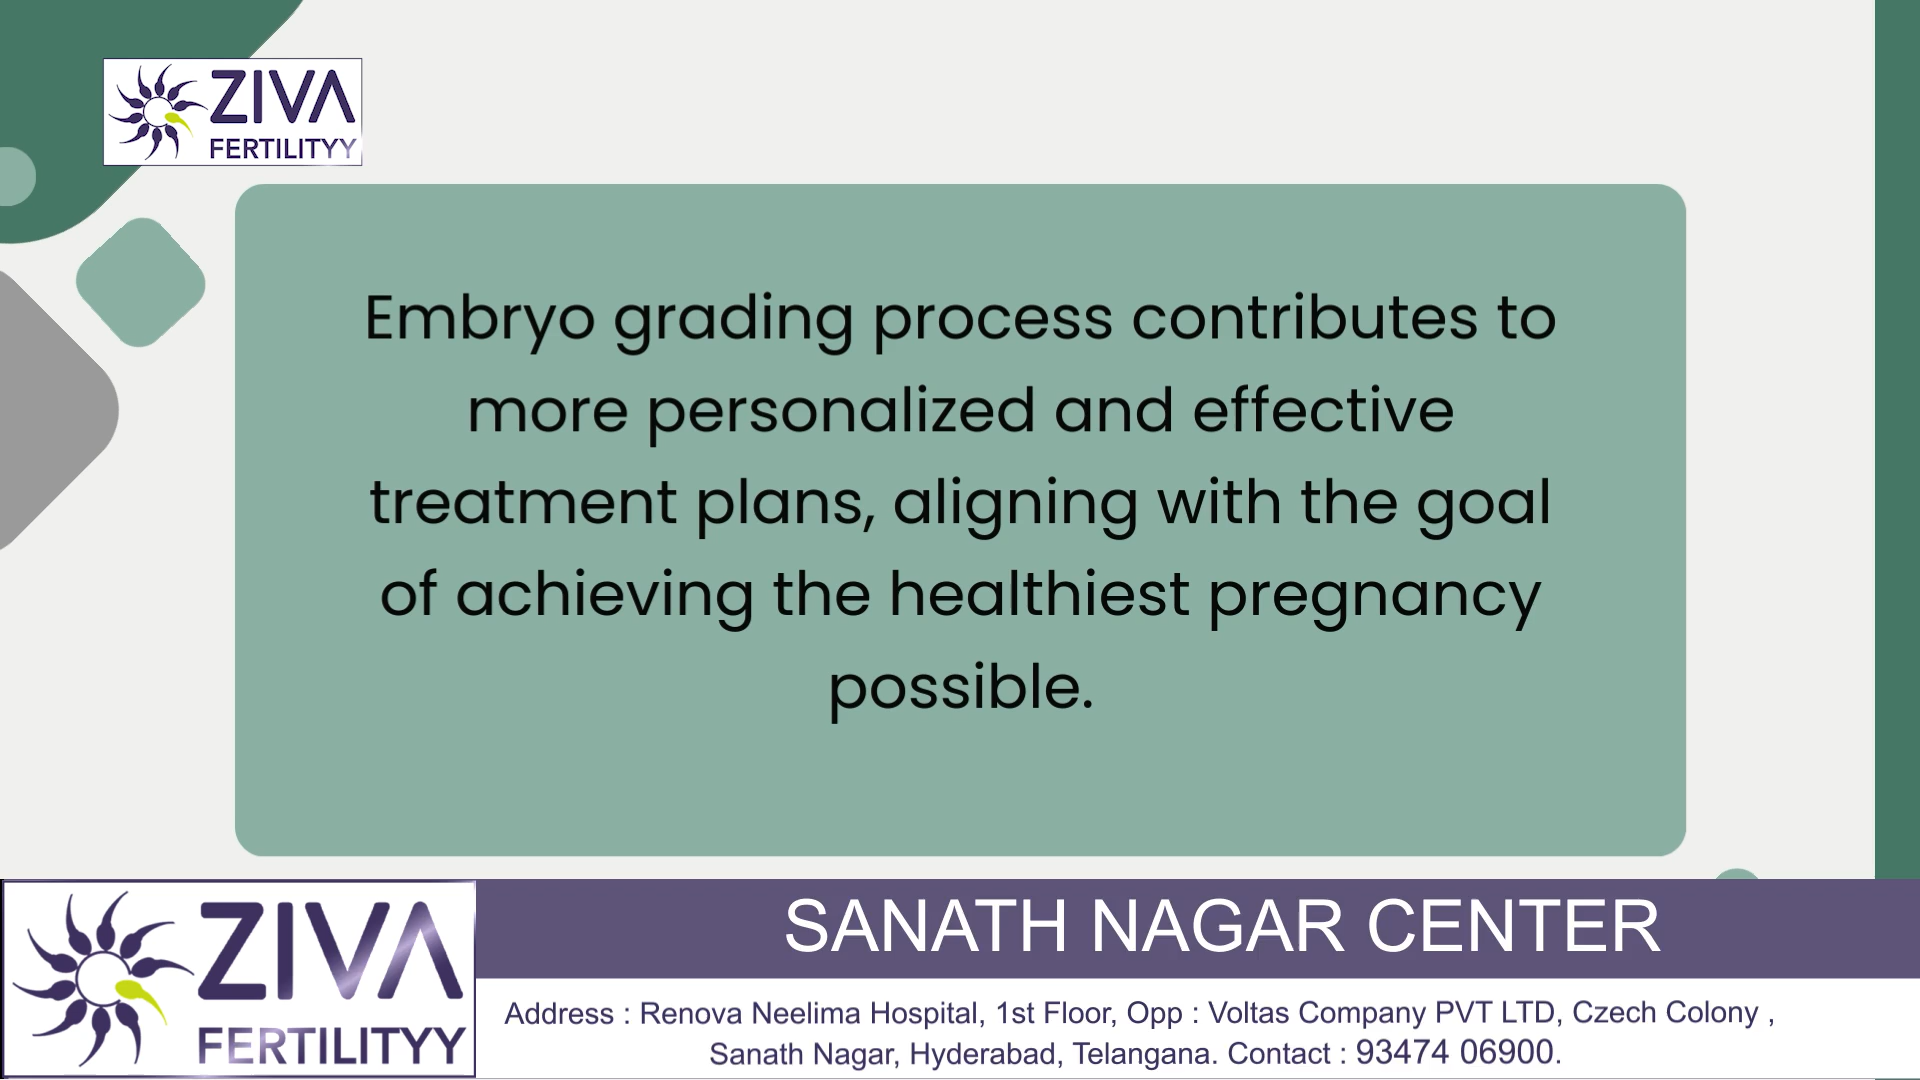 ZIVA
FERTILITYY
Embryo grading process contributes to
more personalized and effective
treatment plans, aligning with the goal
of achieving the healthiest pregnancy
possible.
ZIVA
FERTILITYY
SANATH NAGAR CENTER
Address : Renova Neelima Hospital, 1st Floor, Opp : Voltas Company PVT LTD, Czech Colony ,
Sanath Nagar, Hyderabad, Telangana. Contact : 93474 06900.